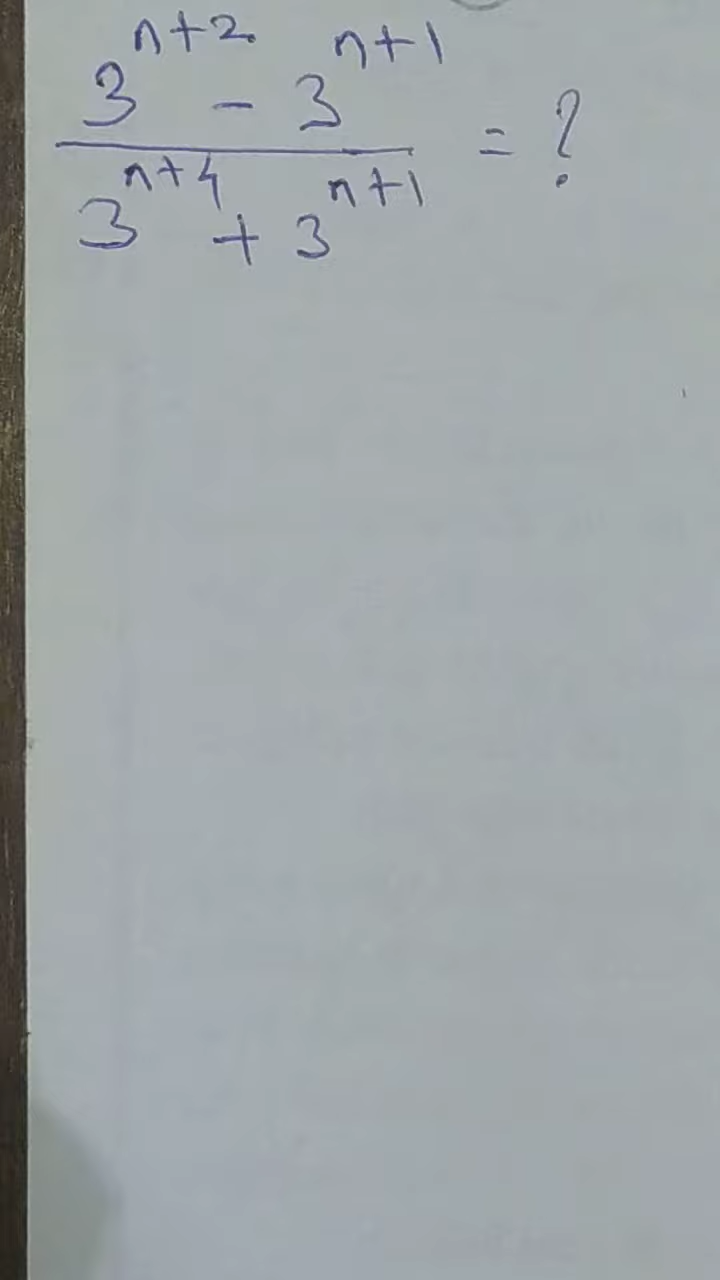 3^{n+2} - 3^{n+1}
3^{n+4} + 3^{n+1} = ?